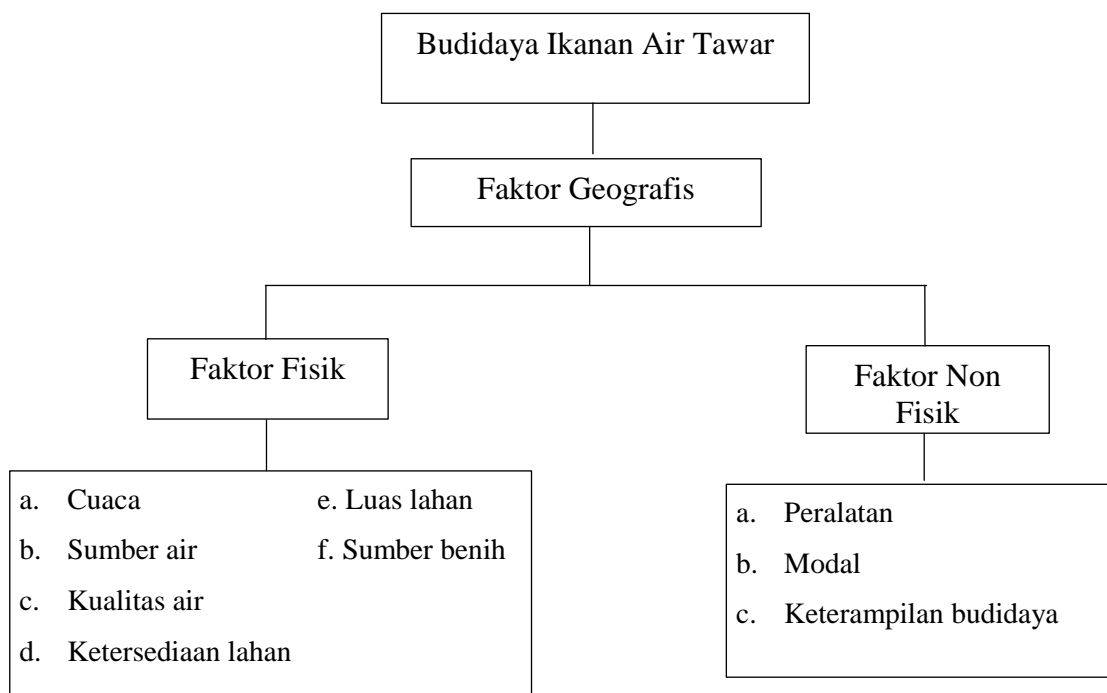 Budidaya Ikanan Air Tawar
Faktor Geografis
Faktor Fisik
Faktor Non
Fisik
a. Cuaca
b. Sumber air
c. Kualitas air
d. Ketersediaan lahan
e. Luas lahan
f. Sumber benih
a. Peralatan
b. Modal
c. Keterampilan budidaya